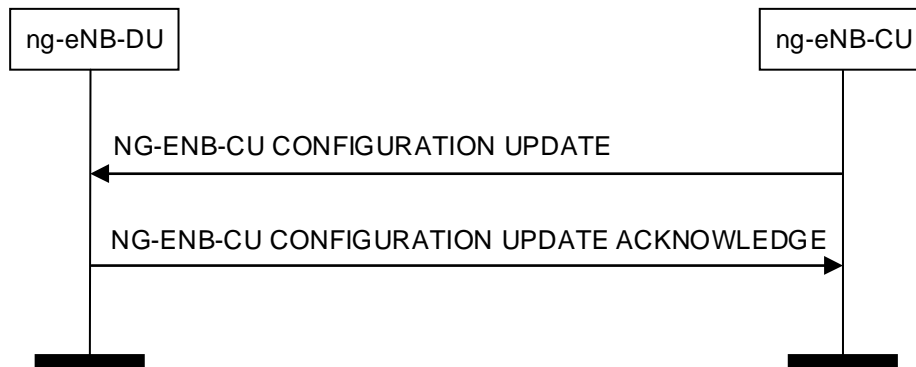 ng-eNB-DU
ng-eNB-CU
NG-ENB-CU CONFIGURATION UPDATE
NG-ENB-CU CONFIGURATION UPDATE ACKNOWLEDGE